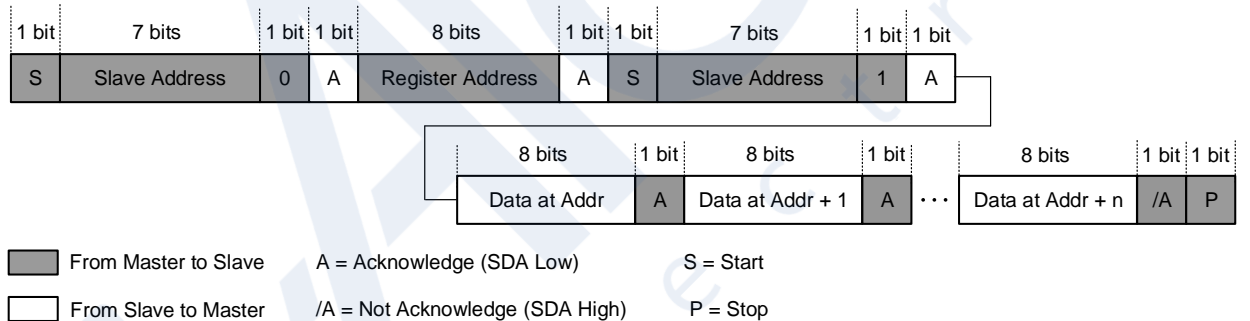 1 bit 7 bits 1 bit 1 bit 8 bits 1 bit 1 bit 7 bits 1 bit 1 bit
S Slave Address 0 A Register Address A S Slave Address 1 A
8 bits 1 bit 8 bits 1 bit 8 bits 1 bit 1 bit
Data at Addr A Data at Addr + 1 A ··· Data at Addr + n /A P
From Master to Slave A = Acknowledge (SDA Low) S = Start
From Slave to Master /A = Not Acknowledge (SDA High) P = Stop